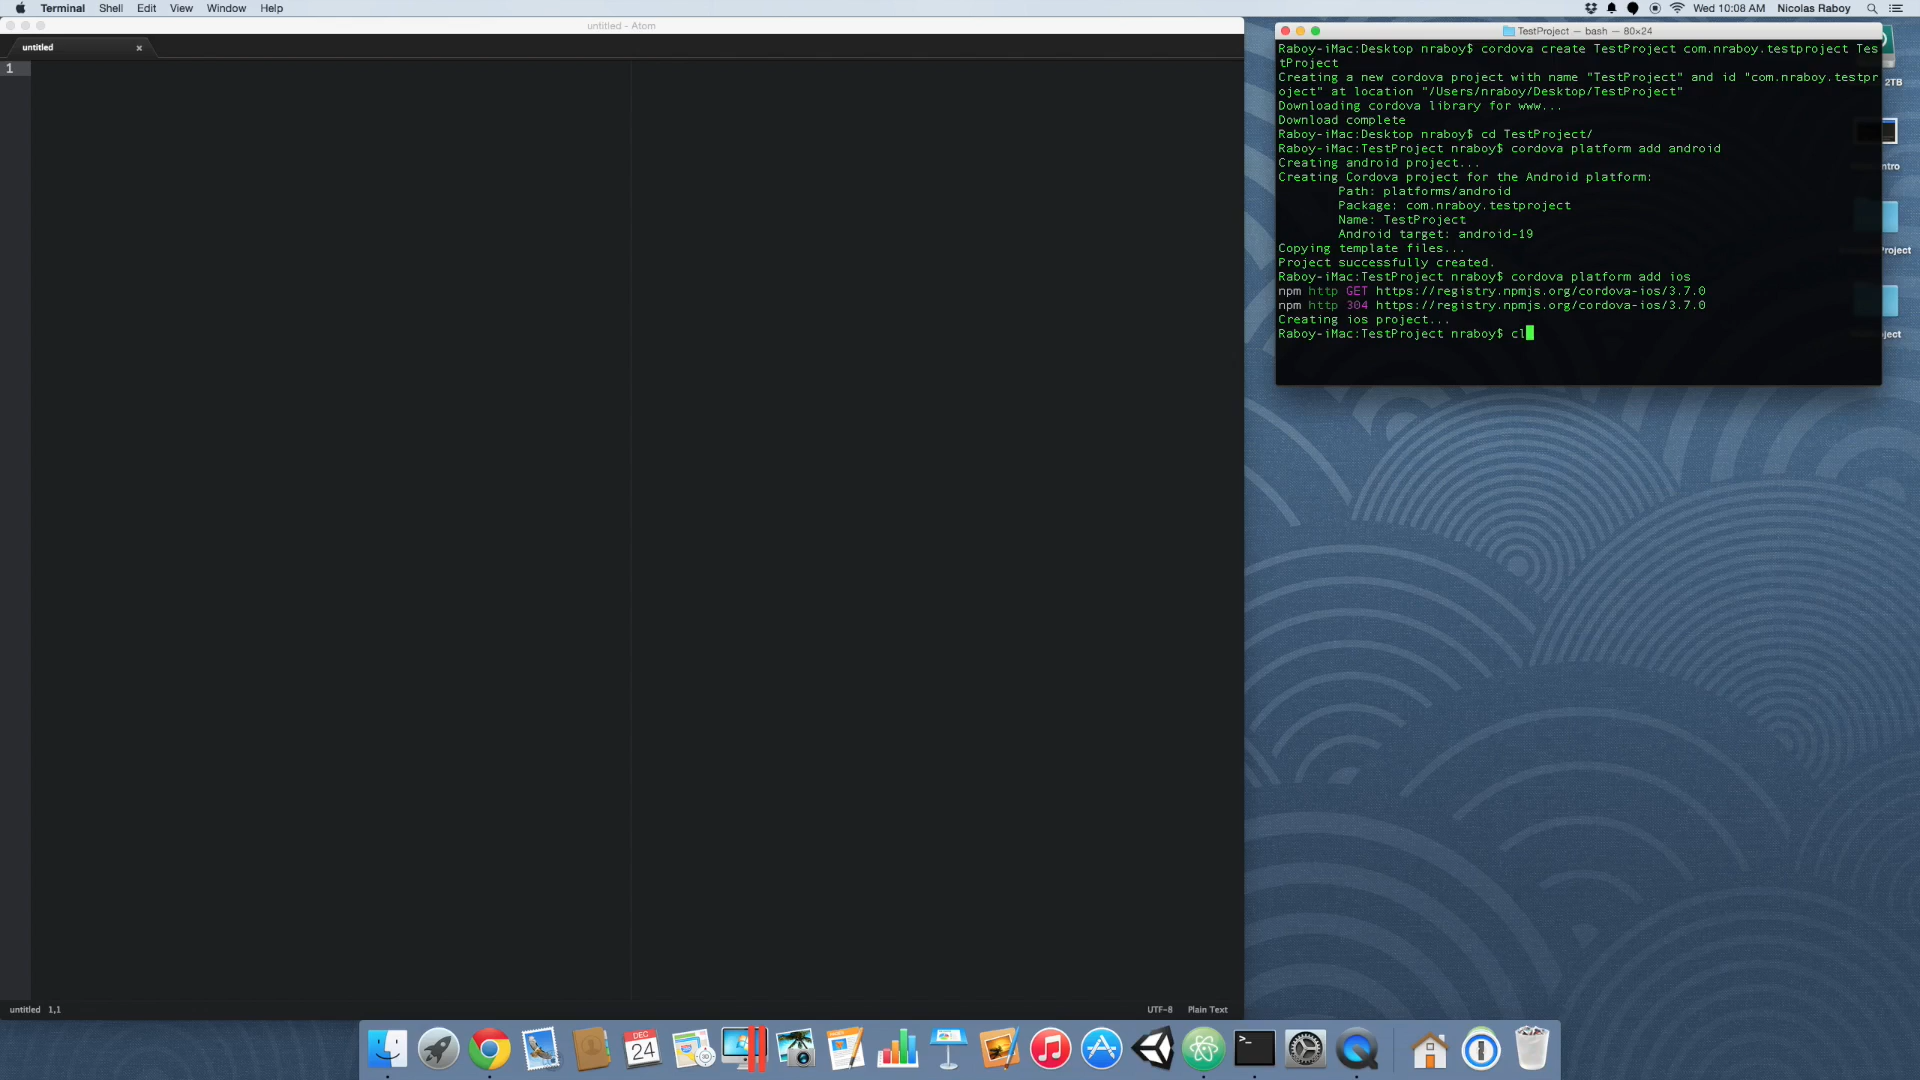 Terminal Shell Edit View Window Help
Wed 10:08 AM Nicolas Raboy
untitled - Atom
untitled
1
untitled 1,1
UTF-8 Plain Text
TestProject — bash — 80×24
Raboy-iMac:Desktop nraboy$ cordova create TestProject com.nraboy.testproject Tes
tProject
Creating a new cordova project with name "TestProject" and id "com.nraboy.testpr
oject" at location "/Users/nraboy/Desktop/TestProject"
Downloading cordova library for www...
Download complete
Raboy-iMac:Desktop nraboy$ cd TestProject/
Raboy-iMac:TestProject nraboy$ cordova platform add android
Creating android project...
Creating Cordova project for the Android platform:
Path: platforms/android
Package: com.nraboy.testproject
Name: TestProject
Android target: android-19
Copying template files...
Project successfully created.
Raboy-iMac:TestProject nraboy$ cordova platform add ios
npm http GET https://registry.npmjs.org/cordova-ios/3.7.0
npm http 304 https://registry.npmjs.org/cordova-ios/3.7.0
Creating ios project...
Raboy-iMac:TestProject nraboy$ cl
2TB
ntro
Project
ject
DEC
24